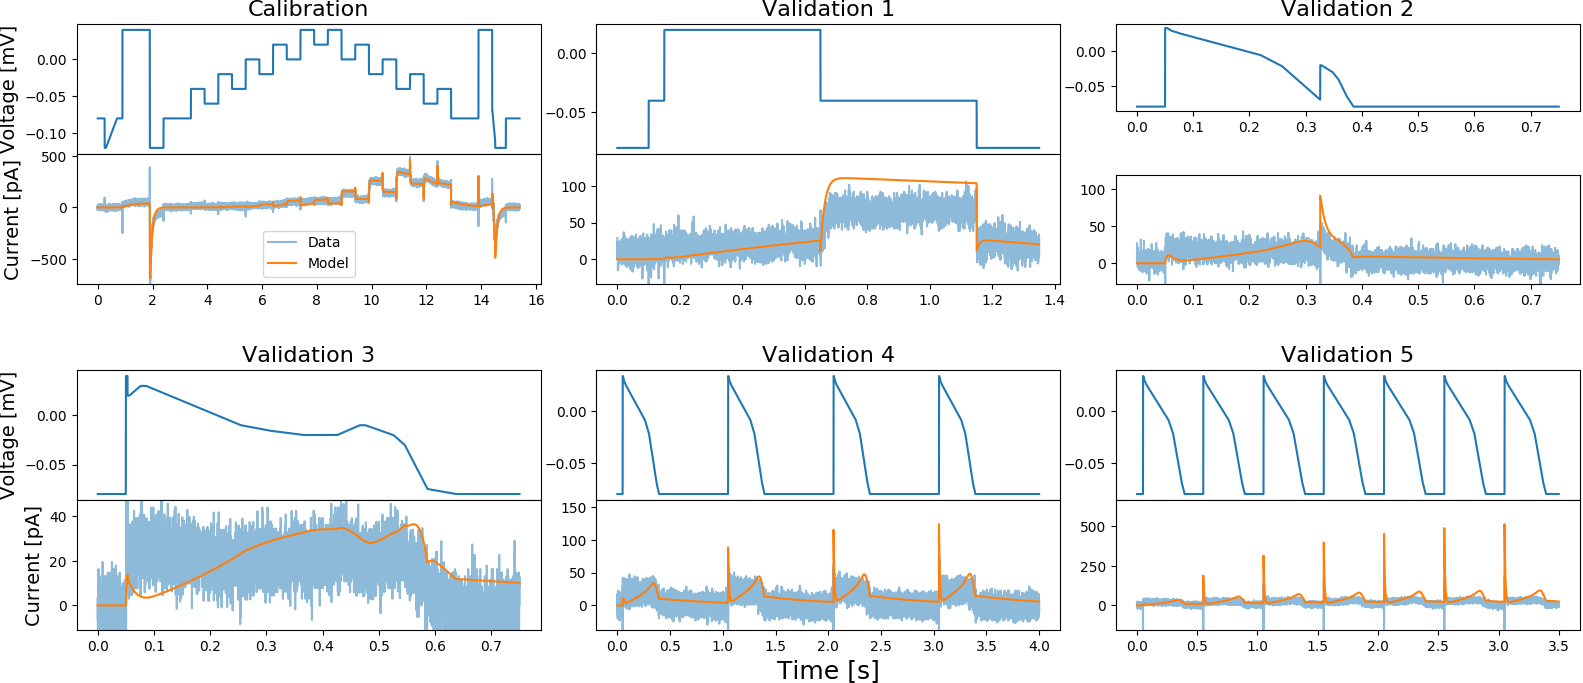 Calibration
Validation 1
Validation 2
Voltage [mV]
0.00
−0.05
−0.10
0.00
−0.05
0.00
−0.05
0.0 0.1 0.2 0.3 0.4 0.5 0.6 0.7
Current [pA]
500
0
−500
Data
Model
0 2 4 6 8 10 12 14 16
100
50
0
0.0 0.2 0.4 0.6 0.8 1.0 1.2 1.4
100
50
0
0.0 0.1 0.2 0.3 0.4 0.5 0.6 0.7
Validation 3
Validation 4
Validation 5
Voltage [mV]
0.00
−0.05
0.00
−0.05
0.00
−0.05
Current [pA]
40
20
0
0.0 0.1 0.2 0.3 0.4 0.5 0.6 0.7
150
100
50
0
0.0 0.5 1.0 1.5 2.0 2.5 3.0 3.5 4.0
500
250
0
0.0 0.5 1.0 1.5 2.0 2.5 3.0 3.5
Time [s]